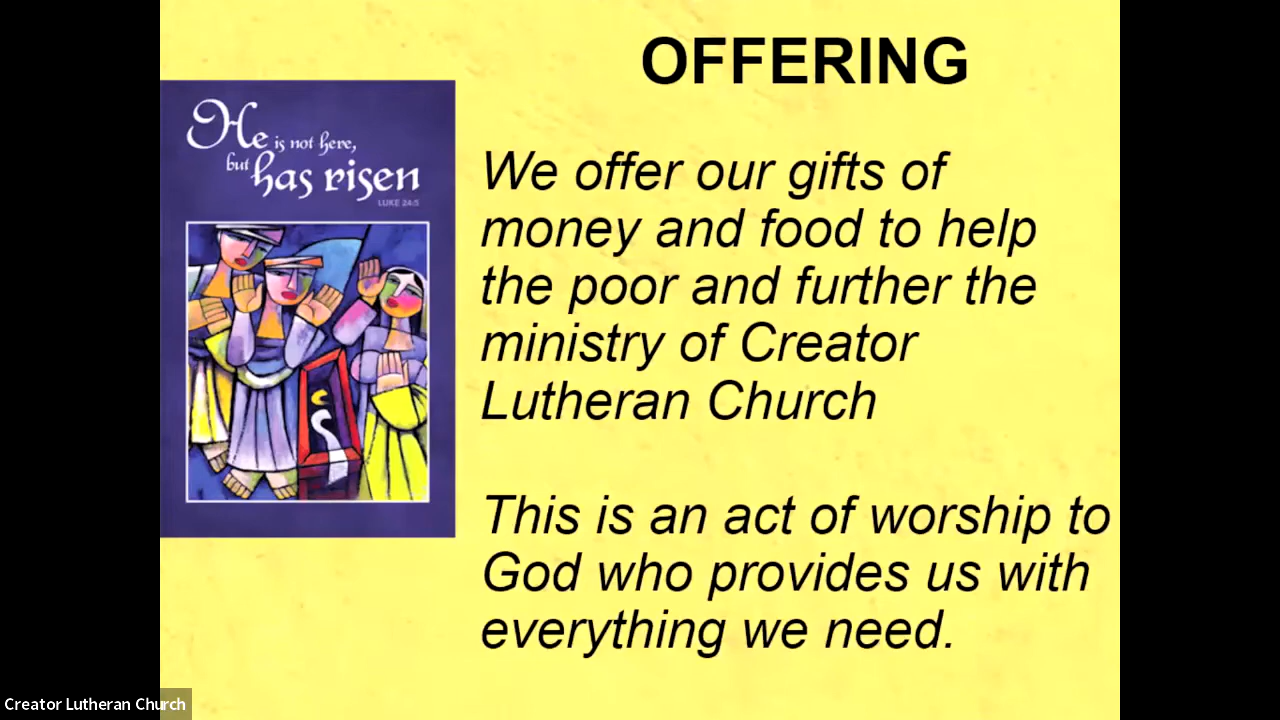 OFFERING
He is not here,
but has risen
LUKE 24:5
We offer our gifts of
money and food to help
the poor and further the
ministry of Creator
Lutheran Church
This is an act of worship to
God who provides us with
everything we need.
Creator Lutheran Church